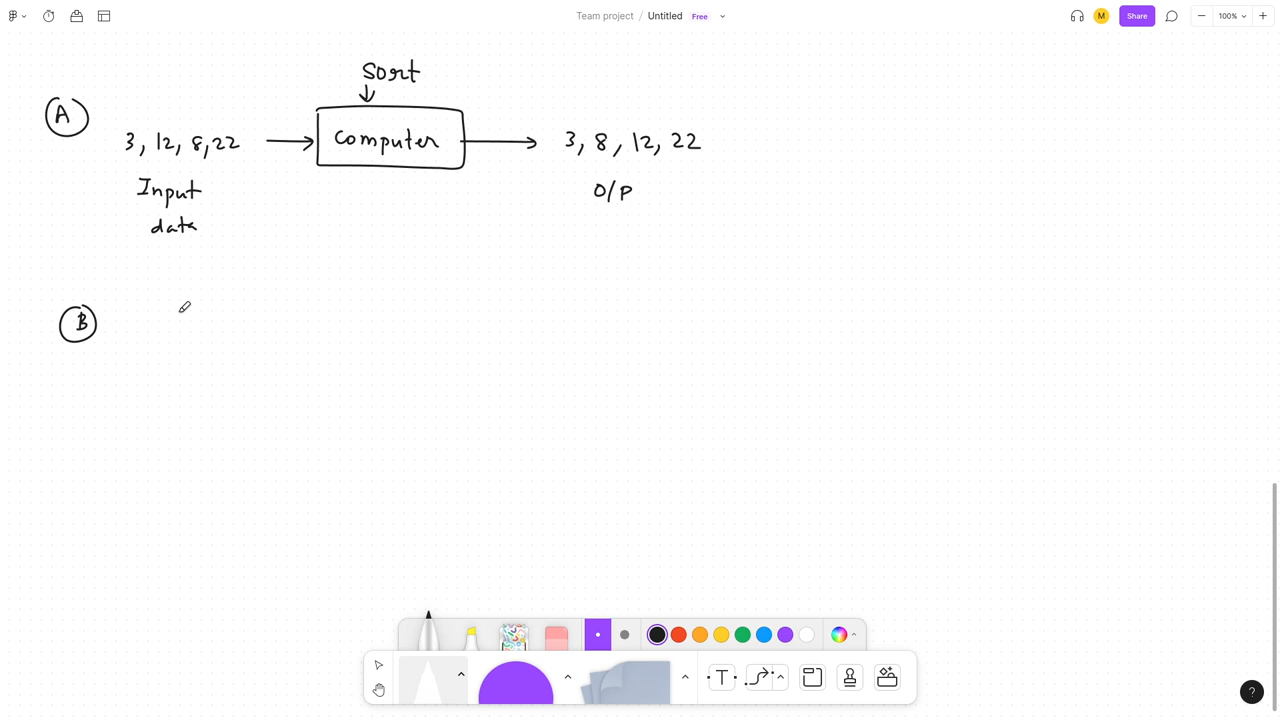 Team project / Untitled Free
M
Share
100%
Sort
A
3, 12, 8, 22
Computer
3, 8, 12, 22
Input
data
O/P
B
T
?